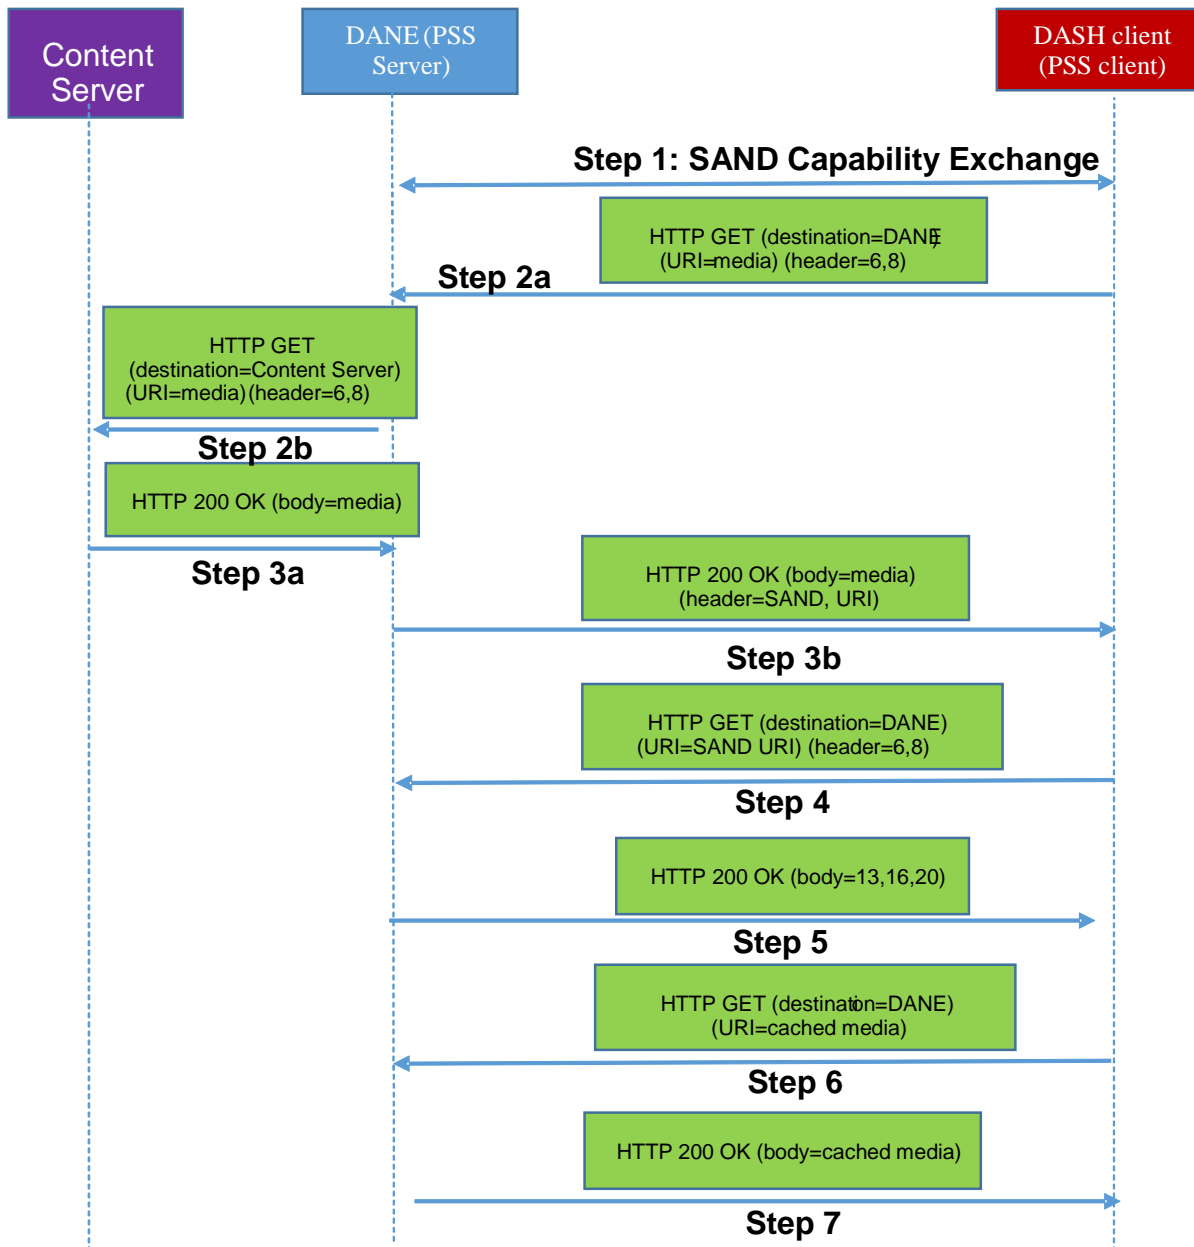 Content
Server
DANE (PSS
Server)
DASH client
(PSS client)
Step 1: SAND Capability Exchange
HTTP GET (destination=DANE)
(URI=media) (header=6,8)
Step 2a
HTTP GET
(destination=Content Server)
(URI=media) (header=6,8)
Step 2b
HTTP 200 OK (body=media)
Step 3a
HTTP 200 OK (body=media)
(header=SAND, URI)
Step 3b
HTTP GET (destination=DANE)
(URI=SAND URI) (header=6,8)
Step 4
HTTP 200 OK (body=13,16,20)
Step 5
HTTP GET (destination=DANE)
(URI=cached media)
Step 6
HTTP 200 OK (body=cached media)
Step 7